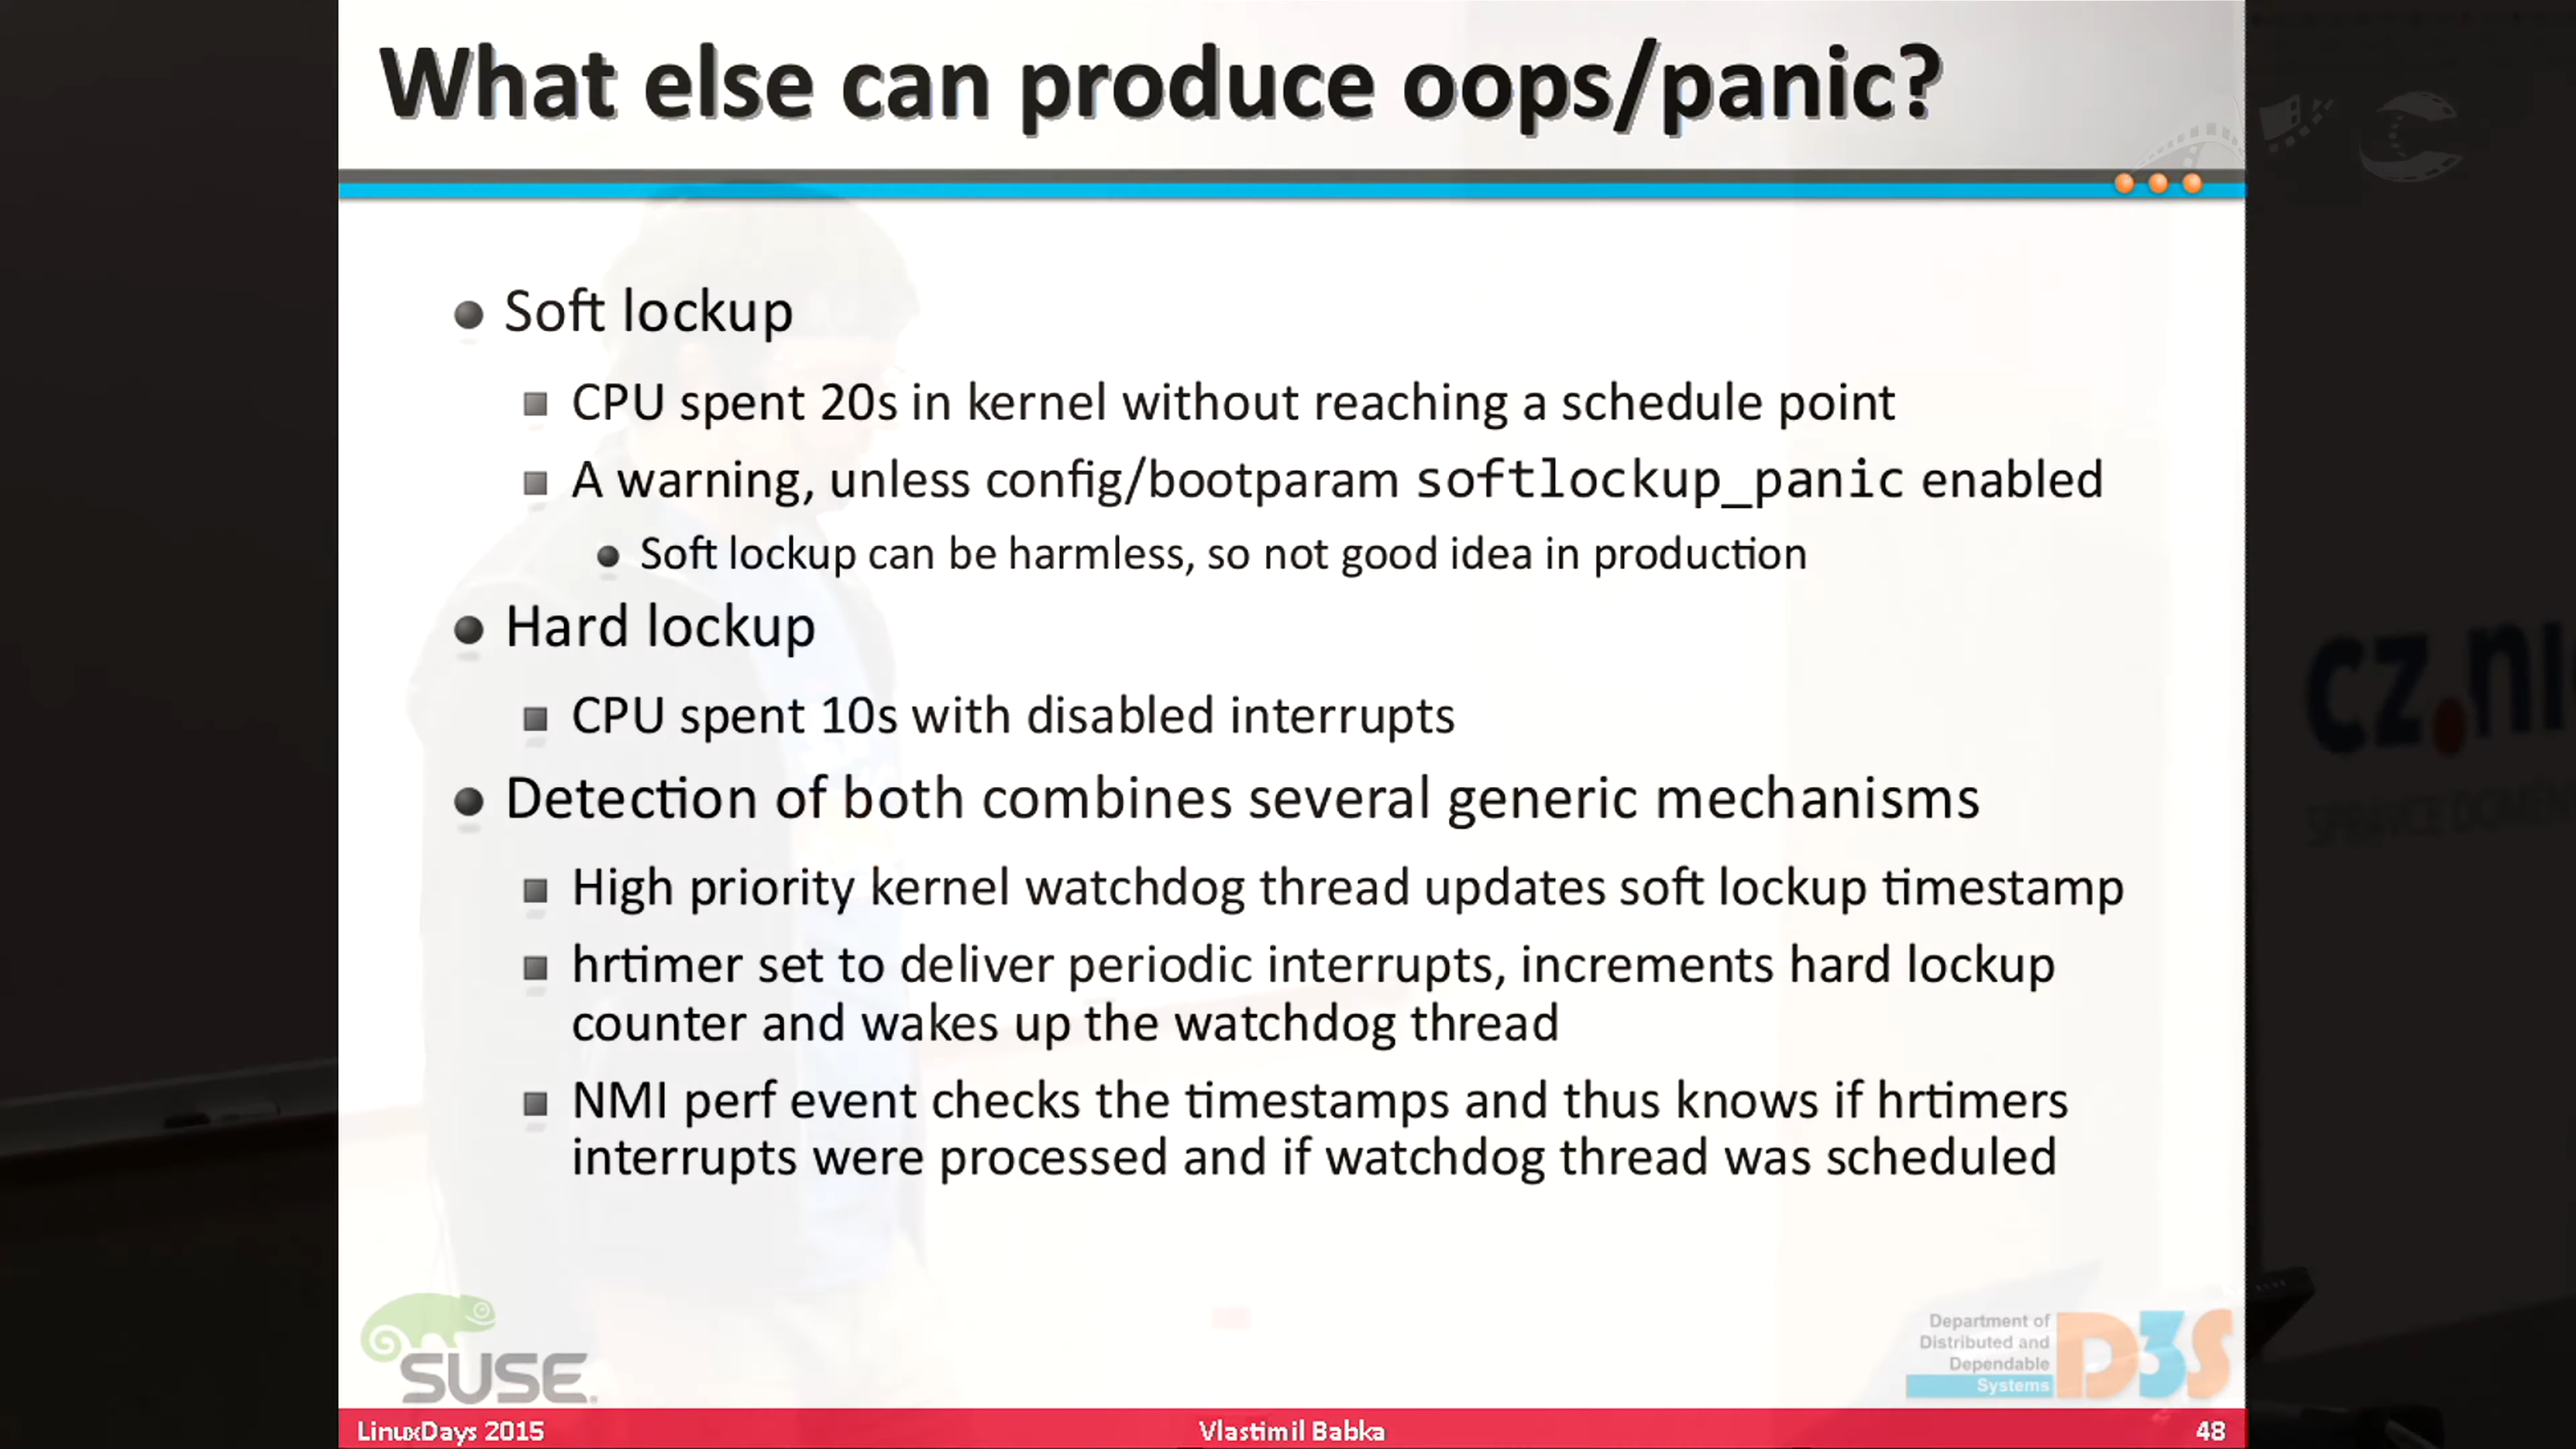 What else can produce oops/panic?
Soft lockup
CPU spent 20s in kernel without reaching a schedule point
A warning, unless config/bootparam softlockup_panic enabled
Soft lockup can be harmless, so not good idea in production
Hard lockup
CPU spent 10s with disabled interrupts
Detection of both combines several generic mechanisms
High priority kernel watchdog thread updates soft lockup timestamp
hrtimer set to deliver periodic interrupts, increments hard lockup
counter and wakes up the watchdog thread
NMI perf event checks the timestamps and thus knows if hrtimers
interrupts were processed and if watchdog thread was scheduled
SUSE
Department of
Distributed and
Dependable
Systems
D3S
LinuxDays 2015
Vlastimil Babka
48
cz.ni